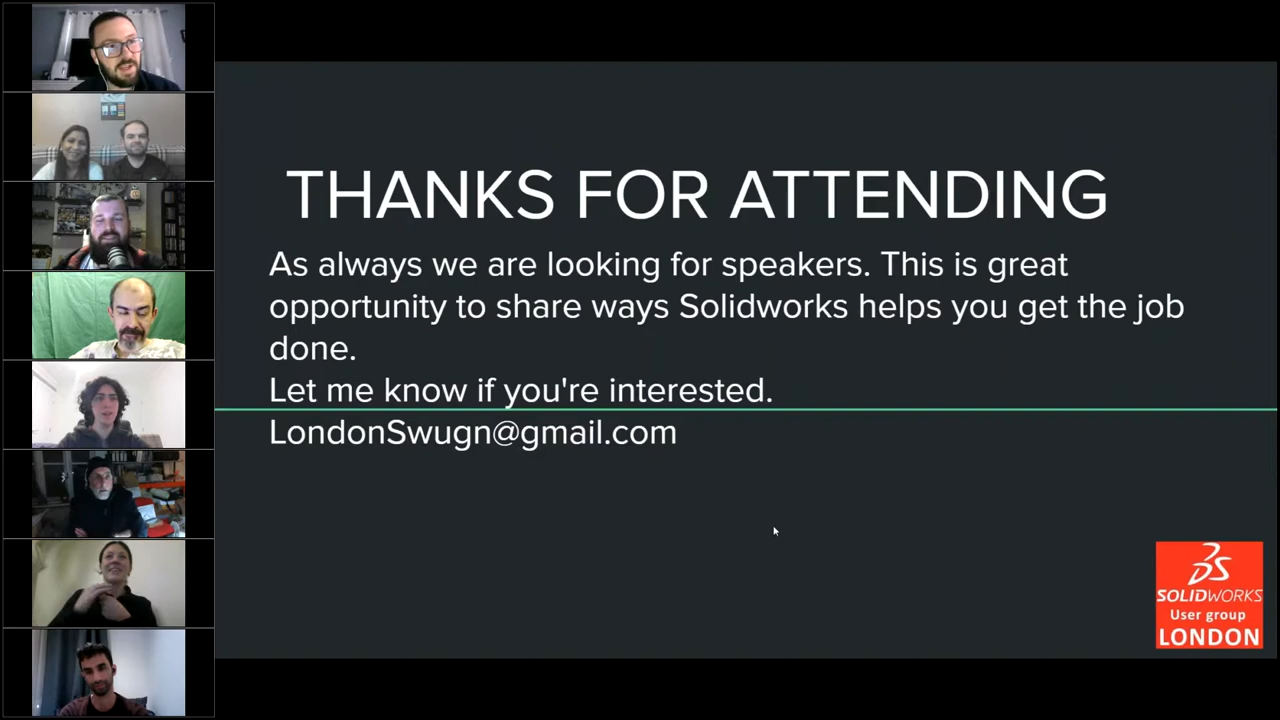 THANKS FOR ATTENDING
As always we are looking for speakers. This is great
opportunity to share ways Solidworks helps you get the job
done.
Let me know if you're interested.
LondonSwugn@gmail.com
SOLIDWORKS
User group
LONDON